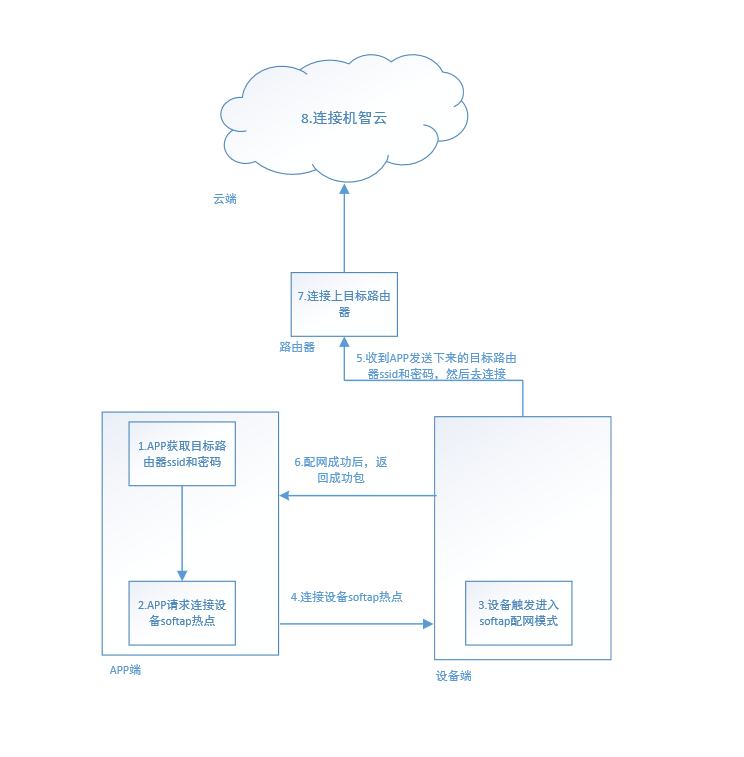 8.连接机智云
云端
7.连接上目标路由
器
路由器
5.收到APP发送下来的目标路由
器ssid和密码，然后去连接
1.APP获取目标路
由器ssid和密码
6.配网成功后，返
回成功包
2.APP请求连接设
备softap热点
4.连接设备softap热点
3.设备触发进入
softap配网模式
APP端
设备端